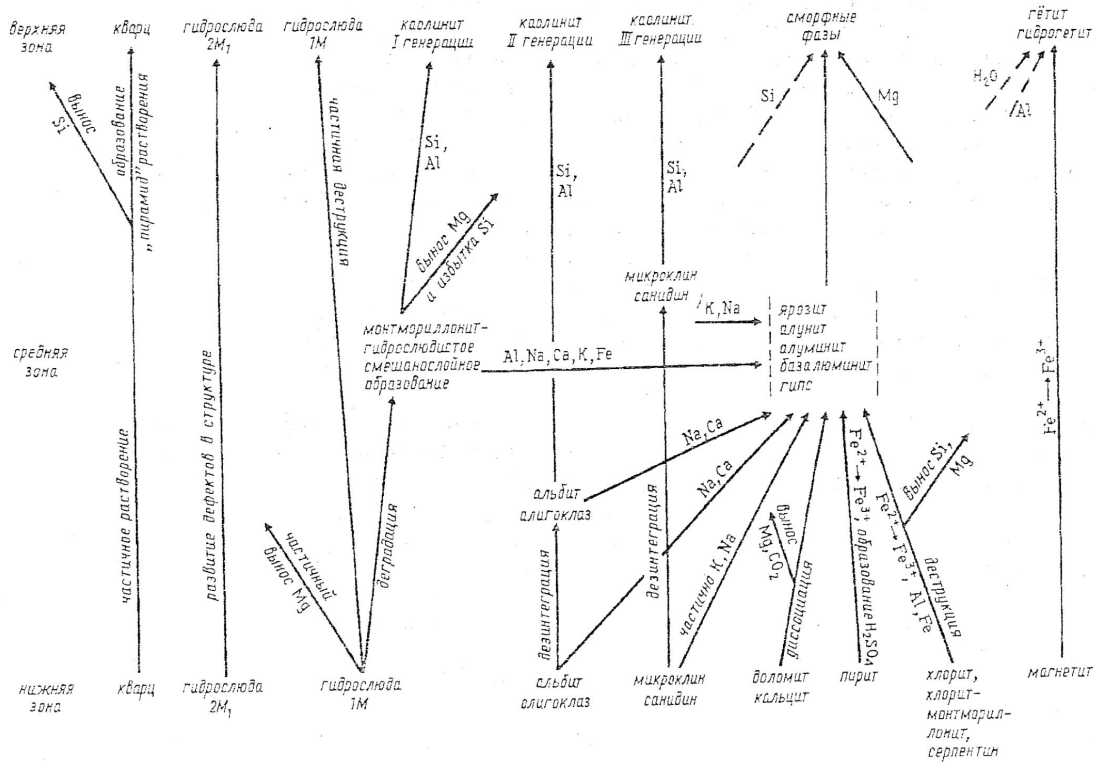 верхняя
зона
кварц
гидрослюда
2M₁
гидрослюда
1M
каолинит
I генерации
каолинит
II генерации
каолинит
III генерации
аморфные
фазы
гётит
гидрогетит
вынос
Si
образование
„пирамид" растворения
частичная деструкция
Si,
Al
вынос Mg
и избытка Si
Si,
Al
Si,
Al
Si
Mg
H₂O
Al
средняя
зона
монтмориллонит-
гидрослюдистое
смешанослойное
образование
Al, Na, Ca, K, Fe
микроклин
санидин
K, Na
ярозит
алунит
алуминит
базалюминит
гипс
Fe²⁺ → Fe³⁺
частичное растворение
развитие дефектов в структуре
частичный
вынос Mg
деградация
альбит
алигоклаз
Na, Ca
Na, Ca
дезинтеграция
дезинтеграция
частично K, Na
вынос
Mg, CO₂
диссоциация
Fe²⁺ → Fe³⁺, образование H₂SO₄
Fe²⁺ → Fe³⁺, Al, Fe
деструкция
вынос Si,
Mg
нижняя
зона
кварц
гидрослюда
2M₁
гидрослюда
1M
альбит
олигоклаз
микроклин
санидин
доломит
кальцит
пирит
хлорит,
хлорит-
монтморил-
лонит,
серпентин
магнетит